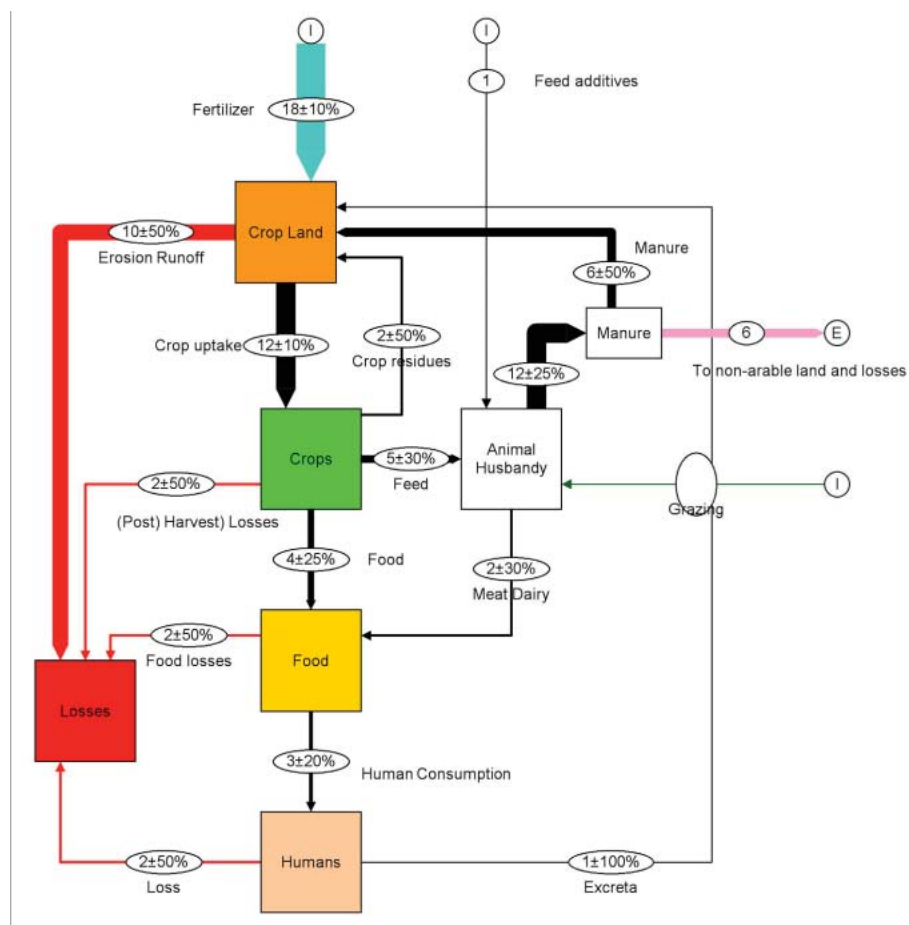 I
I
1
Feed additives
Fertilizer
18±10%
Crop Land
10±50%
Erosion Runoff
Manure
6±50%
Manure
6
E
To non-arable land and losses
Crop uptake
12±10%
2±50%
Crop residues
12±25%
Crops
5±30%
Feed
Animal
Husbandy
I
Grazing
2±50%
(Post) Harvest) Losses
4±25%
Food
2±30%
Meat Dairy
2±50%
Food losses
Food
Losses
3±20%
Human Consumption
2±50%
Loss
Humans
1±100%
Excreta